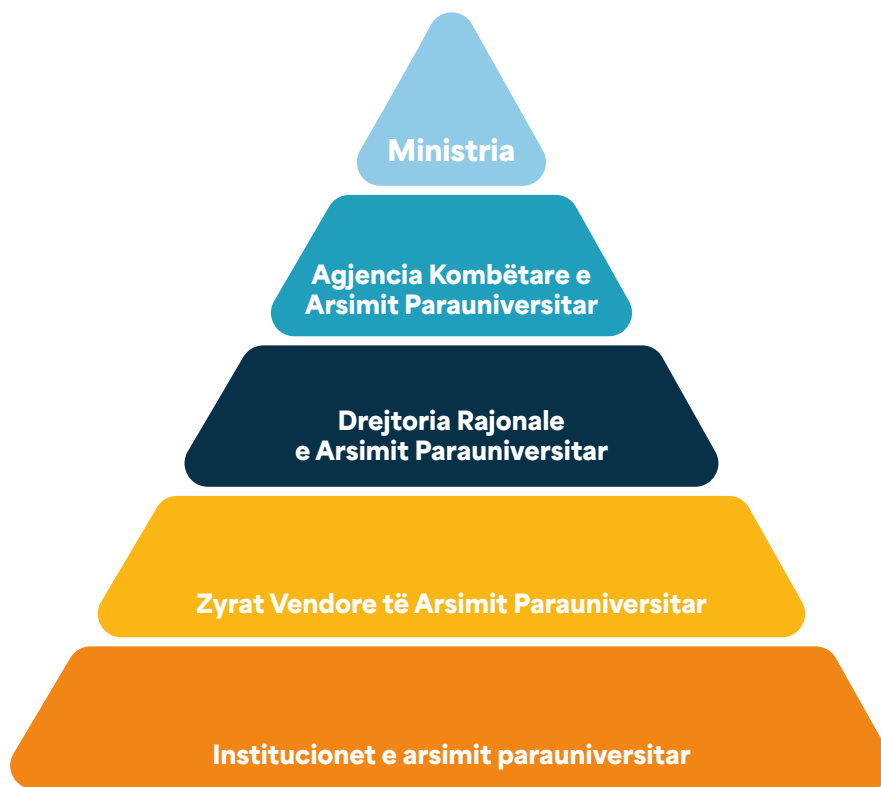 Ministria
Agjencia Kombëtare e
Arsimit Parauniversitar
Drejtoria Rajonale
e Arsimit Parauniversitar
Zyrat Vendore të Arsimit Parauniversitar
Institucionet e arsimit parauniversitar